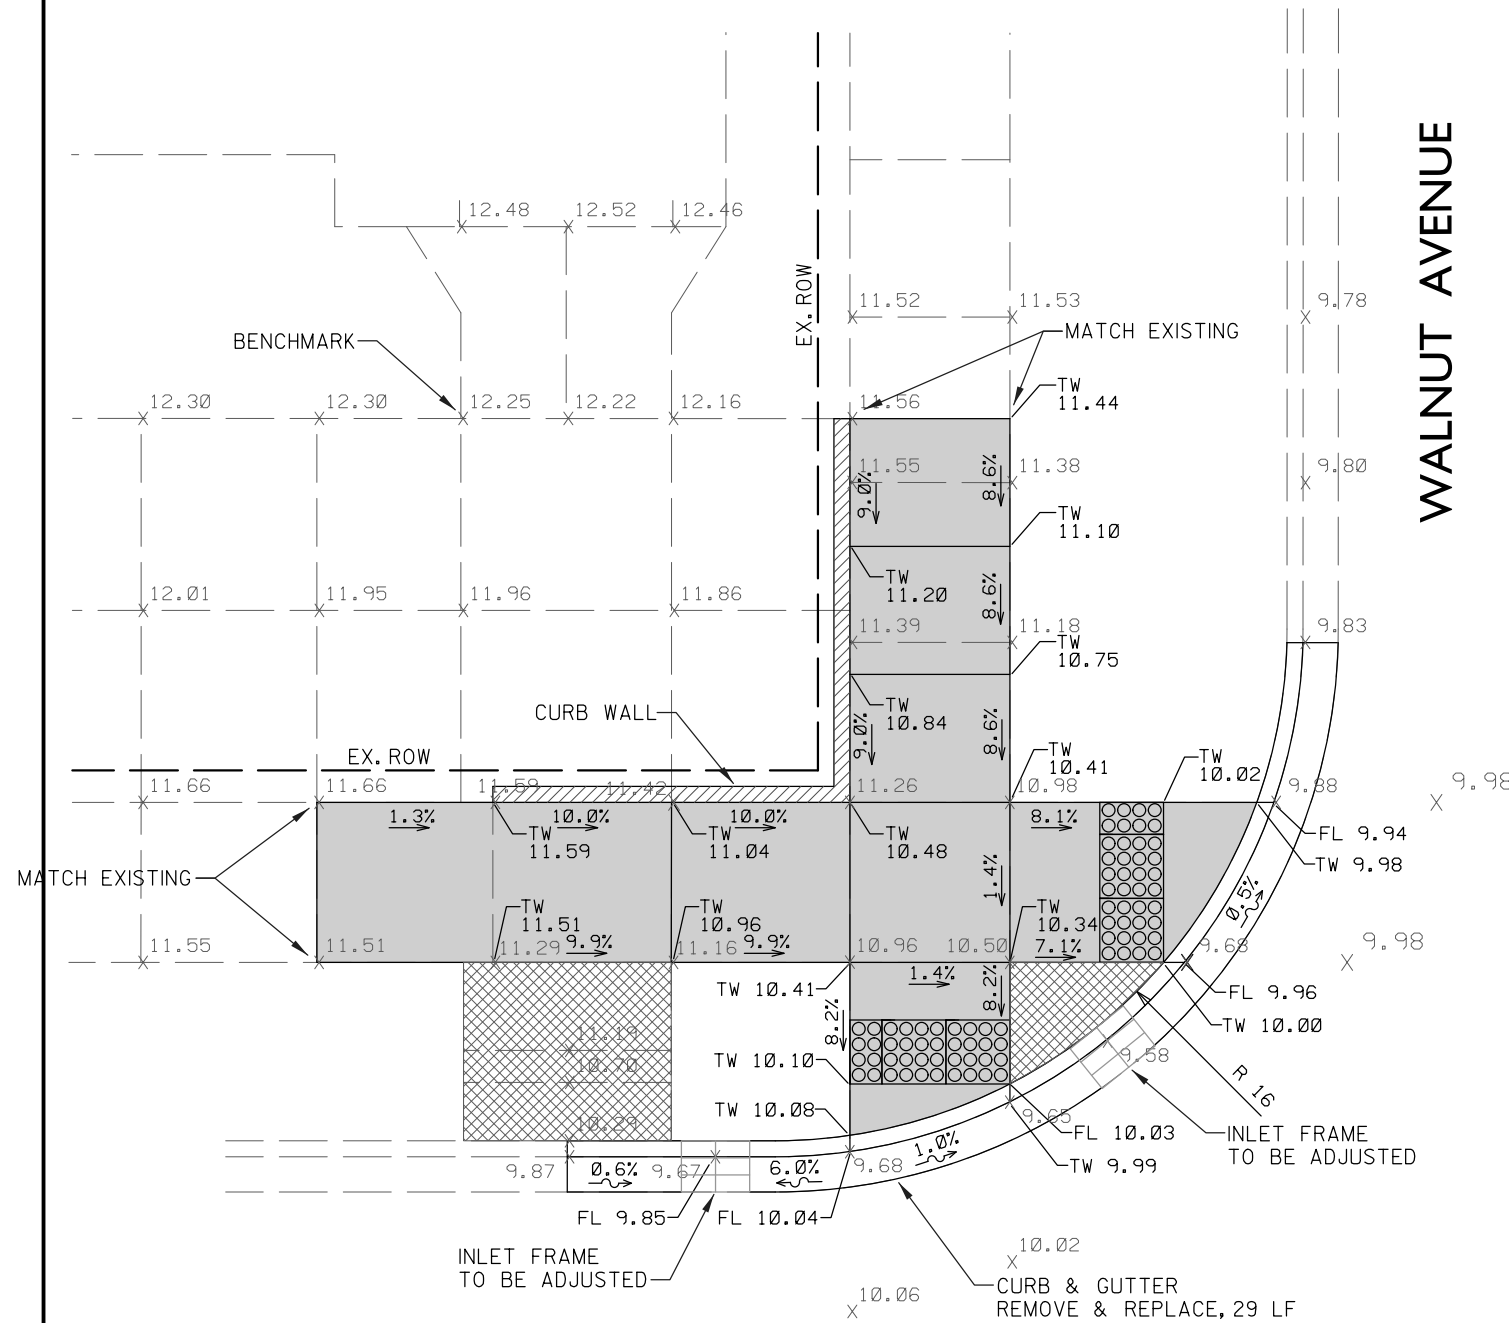 WALNUT AVENUE
12.48
12.52
12.46
EX. ROW
11.52
11.53
9.78
BENCHMARK
MATCH EXISTING
TW
11.44
12.30
12.30
12.25
12.22
12.16
11.56
11.55
9.0%
8.6%
11.38
9.80
TW
11.10
TW
11.20
8.6%
12.01
11.95
11.96
11.86
11.39
11.18
9.83
TW
10.75
TW
10.84
9.0%
8.6%
CURB WALL
EX. ROW
TW
10.41
TW
10.02
11.66
11.66
11.59
11.42
11.26
10.98
9.88
9.98
1.3%
10.0%
10.0%
8.1%
TW
11.59
TW
11.04
TW
10.48
FL 9.94
TW 9.98
MATCH EXISTING
1.4%
0.5%
TW
11.51
TW
10.96
TW
10.34
11.55
11.51
11.29
9.9%
11.16
9.9%
10.96
10.50
7.1%
9.68
9.98
1.4%
8.2%
TW 10.41
8.2%
FL 9.96
TW 10.00
11.19
10.70
10.29
TW 10.10
TW 10.08
9.58
R 16
9.65
FL 10.03
TW 9.99
INLET FRAME
TO BE ADJUSTED
9.87
0.6%
9.67
6.0%
9.68
1.0%
FL 9.85
FL 10.04
INLET FRAME
TO BE ADJUSTED
10.02
10.06
CURB & GUTTER
REMOVE & REPLACE, 29 LF